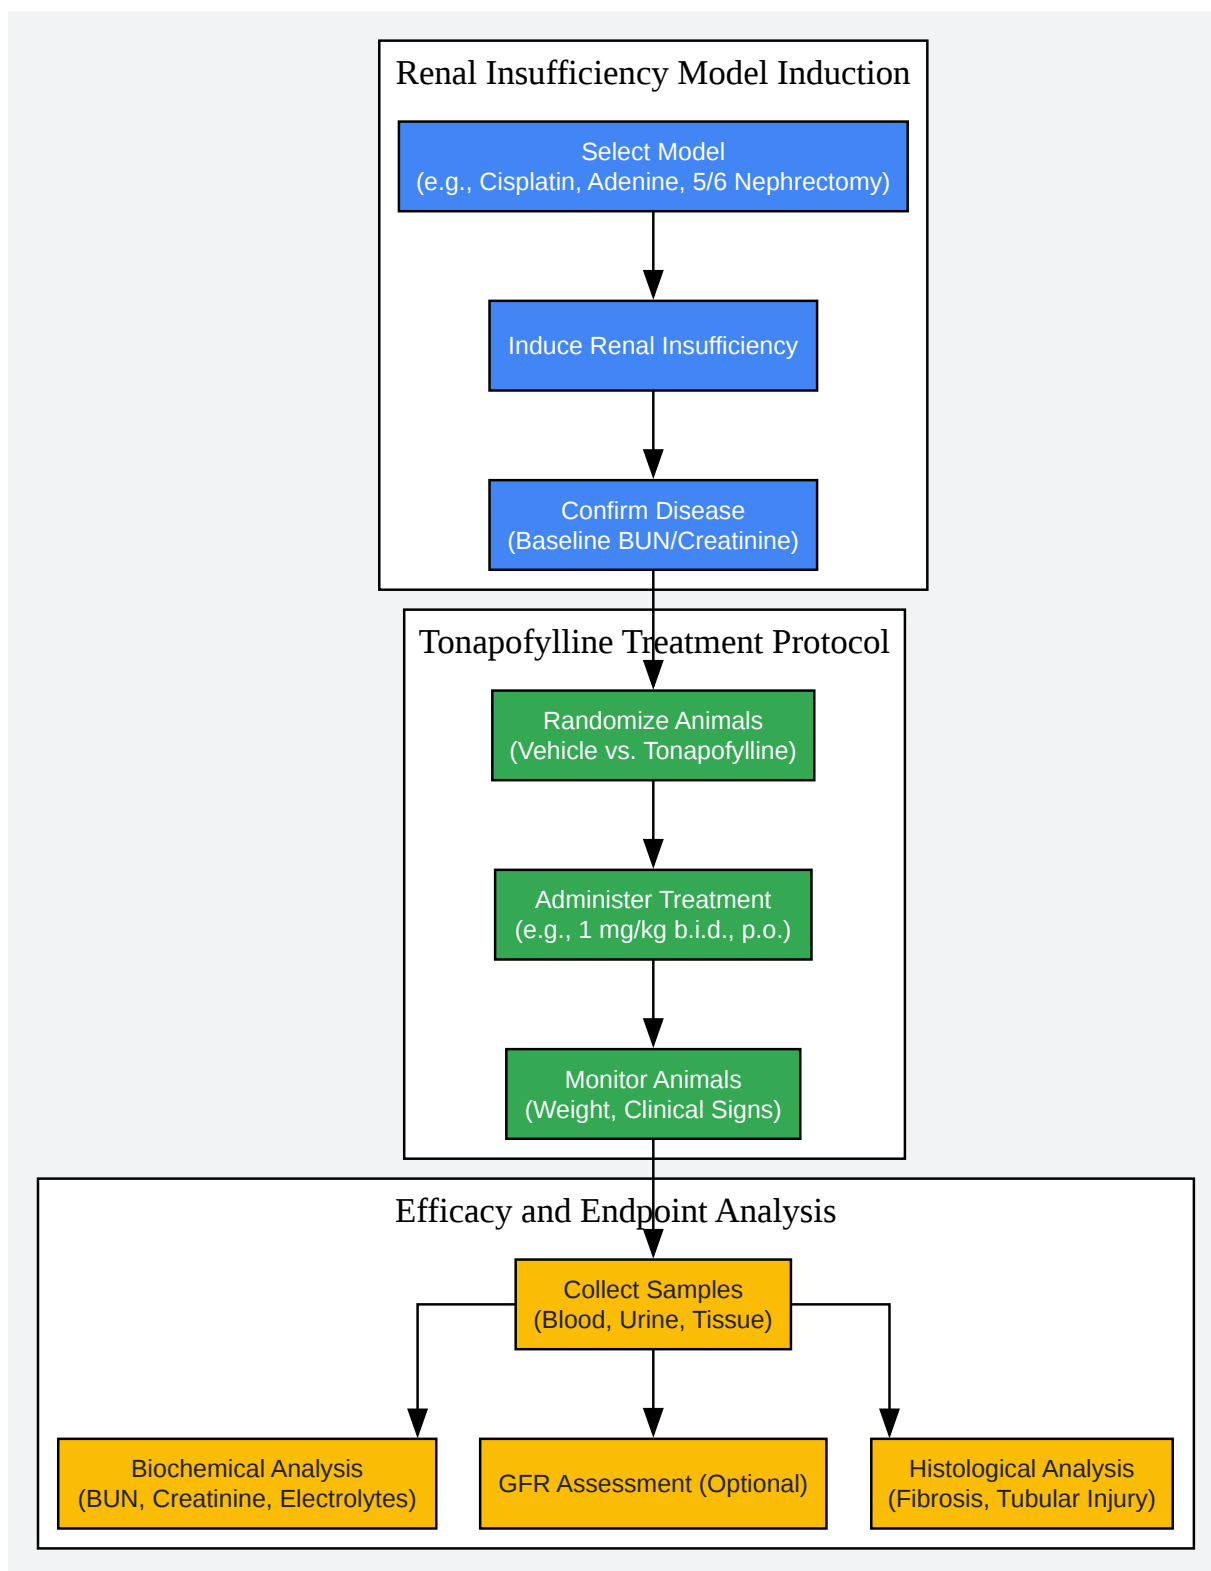 Renal Insufficiency Model Induction
Select Model
(e.g., Cisplatin, Adenine, 5/6 Nephrectomy)
Induce Renal Insufficiency
Confirm Disease
(Baseline BUN/Creatinine)
Tonapofylline Treatment Protocol
Randomize Animals
(Vehicle vs. Tonapofylline)
Administer Treatment
(e.g., 1 mg/kg b.i.d., p.o.)
Monitor Animals
(Weight, Clinical Signs)
Efficacy and Endpoint Analysis
Collect Samples
(Blood, Urine, Tissue)
Biochemical Analysis
(BUN, Creatinine, Electrolytes)
GFR Assessment (Optional)
Histological Analysis
(Fibrosis, Tubular Injury)